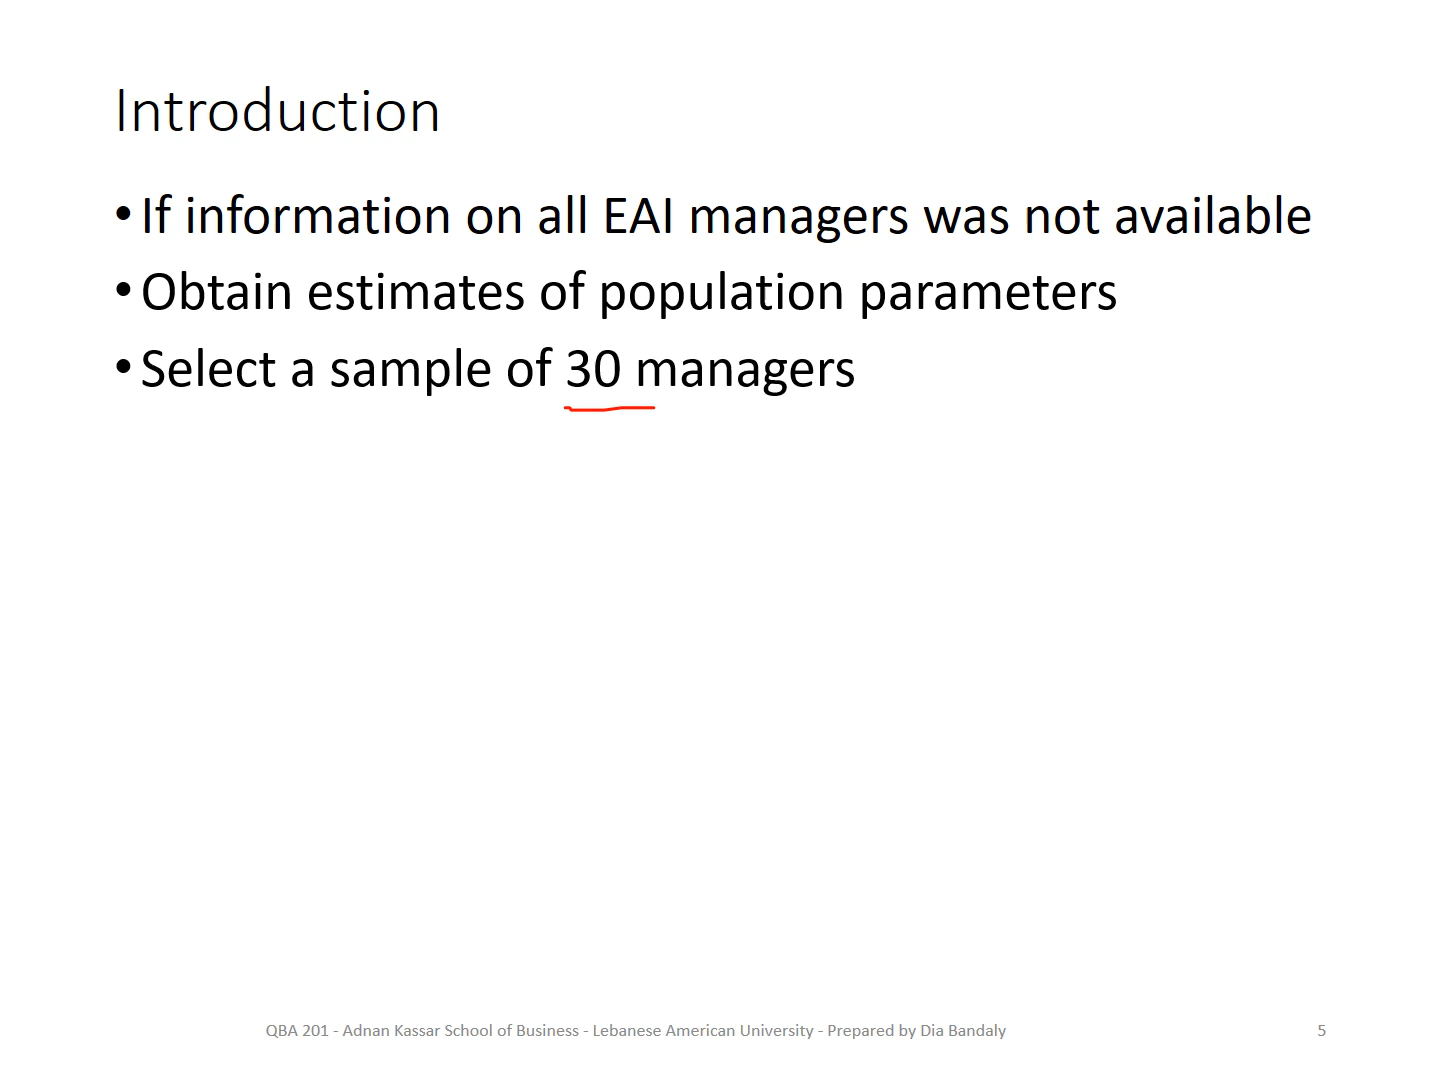 Introduction
• If information on all EAI managers was not available
• Obtain estimates of population parameters
• Select a sample of 30 managers
QBA 201 - Adnan Kassar School of Business - Lebanese American University - Prepared by Dia Bandaly
5